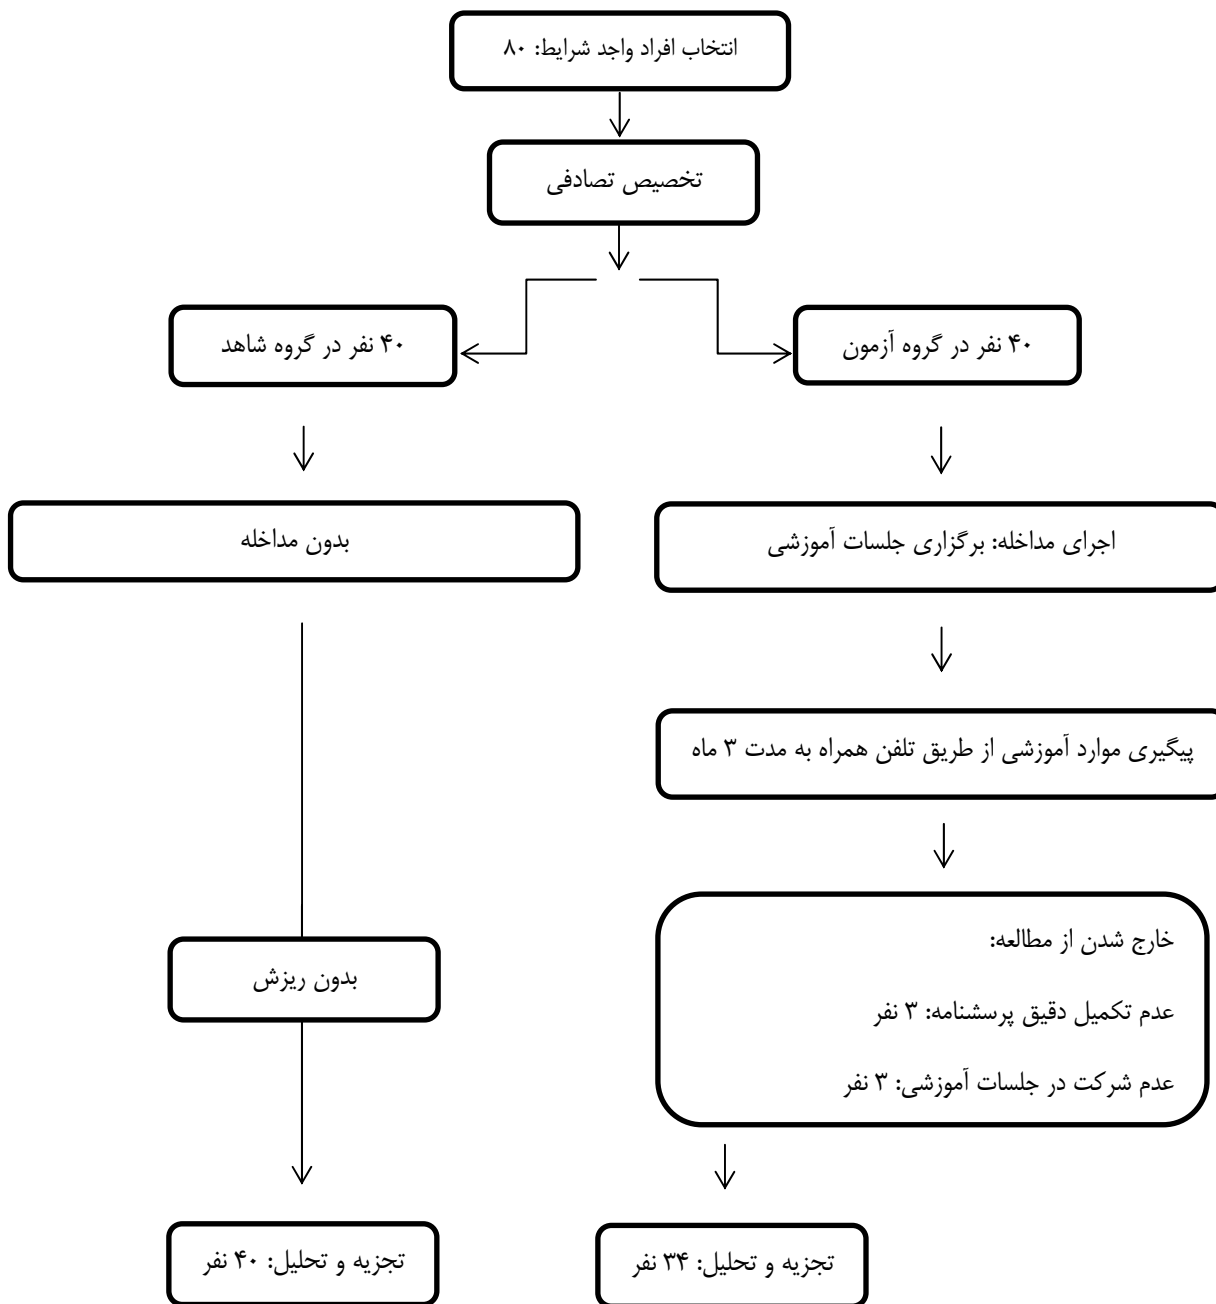 انتخاب افراد واجد شرایط: ۸۰
تخصیص تصادفی
۴۰ نفر در گروه آزمون
۴۰ نفر در گروه شاهد
اجرای مداخله: برگزاری جلسات آموزشی
بدون مداخله
پیگیری موارد آموزشی از طریق تلفن همراه به مدت ۳ ماه
خارج شدن از مطالعه:
عدم تکمیل دقیق پرسشنامه: ۳ نفر
عدم شرکت در جلسات آموزشی: ۳ نفر
بدون ریزش
تجزیه و تحلیل: ۳۴ نفر
تجزیه و تحلیل: ۴۰ نفر